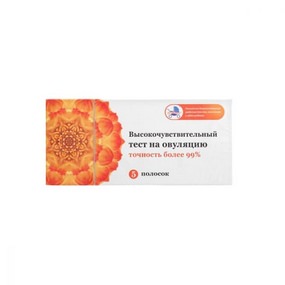 Высокочувствительный
тест на овуляцию
точность более 99%
5 полосок